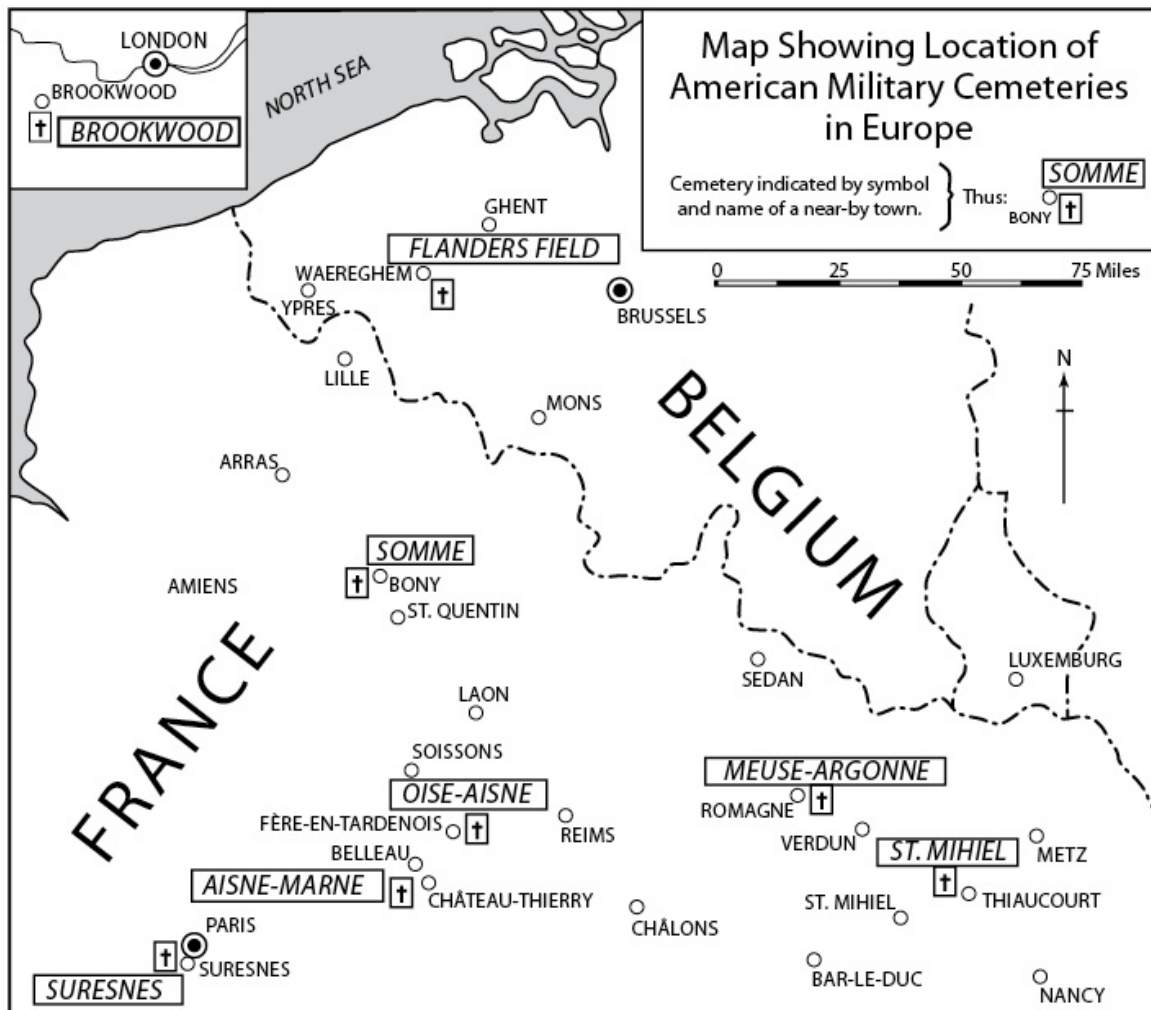 LONDON
BROOKWOOD
BROOKWOOD
NORTH SEA
Map Showing Location of
American Military Cemeteries
in Europe
Cemetery indicated by symbol
and name of a near-by town.
Thus:
SOMME
BONY
0 25 50 75 Miles
N
GHENT
FLANDERS FIELD
WAEREGHEM
YPRES
BRUSSELS
LILLE
MONS
BELGIUM
ARRAS
SOMME
BONY
AMIENS
ST. QUENTIN
FRANCE
SEDAN
LUXEMBURG
LAON
SOISSONS
OISE-AISNE
MEUSE-ARGONNE
ROMAGNE
FÈRE-EN-TARDENOIS
REIMS
VERDUN
ST. MIHIEL
METZ
BELLEAU
AISNE-MARNE
CHÂTEAU-THIERRY
THIAUCOURT
ST. MIHIEL
CHÂLONS
PARIS
SURESNES
SURESNES
BAR-LE-DUC
NANCY